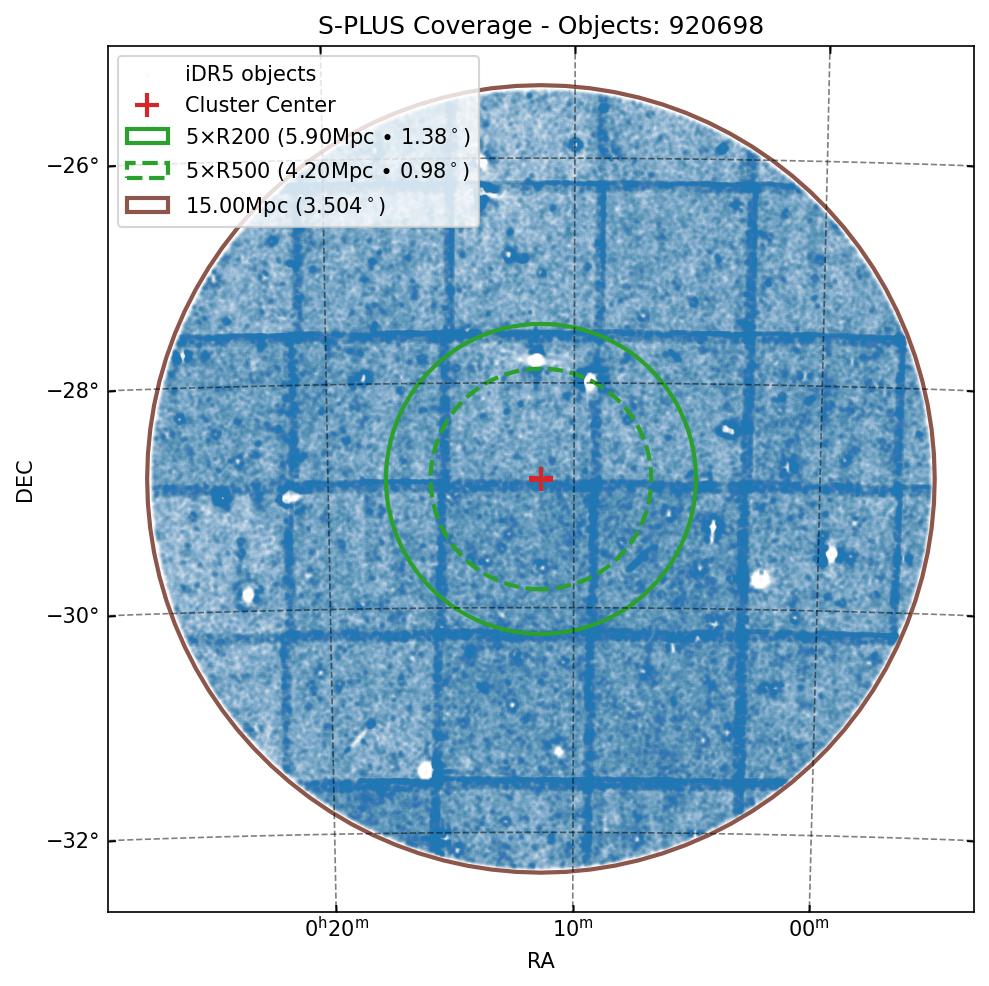 S-PLUS Coverage - Objects: 920698
iDR5 objects
Cluster Center
5×R200 (5.90Mpc • 1.38°)
5×R500 (4.20Mpc • 0.98°)
15.00Mpc (3.504°)
−26°
−28°
−30°
−32°
DEC
0ʰ20ᵐ
10ᵐ
00ᵐ
RA